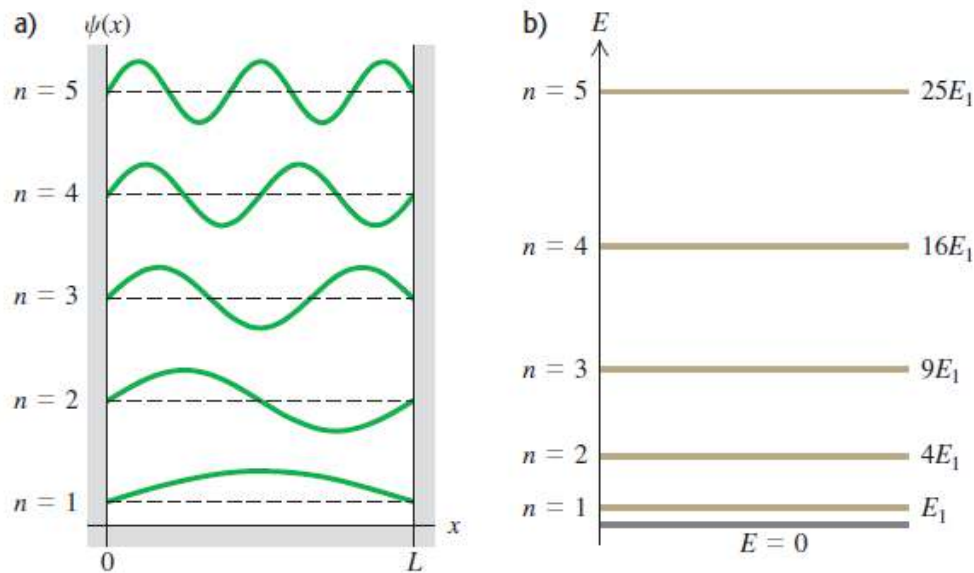 a) ψ(x)
n = 5
n = 4
n = 3
n = 2
n = 1
x
0 L
b) E
n = 5 25E₁
n = 4 16E₁
n = 3 9E₁
n = 2 4E₁
n = 1 E₁
E = 0